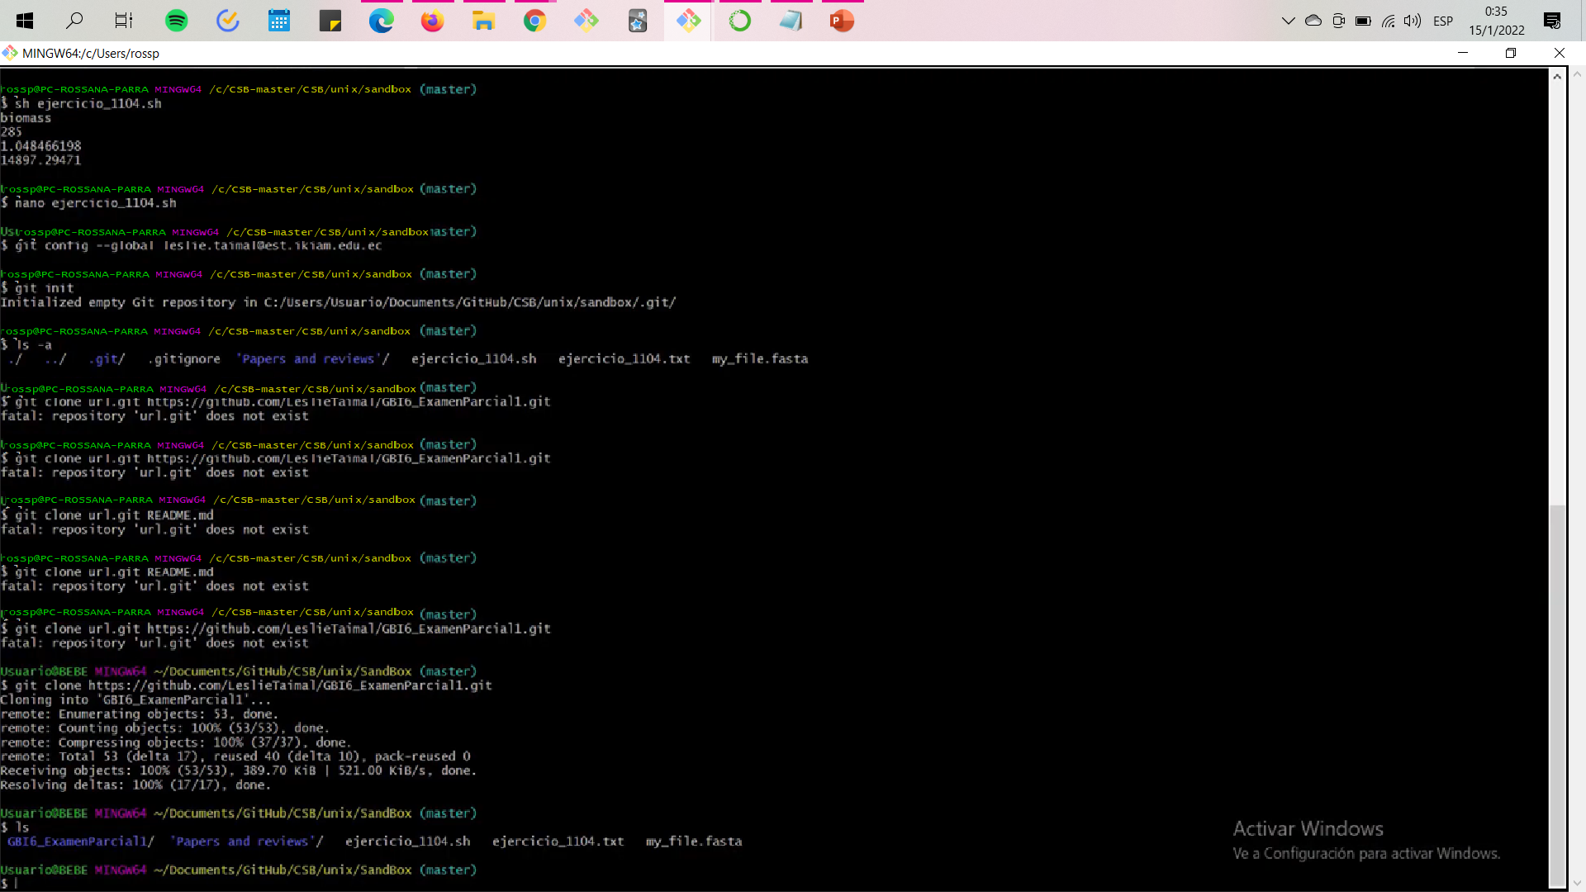 ESP
0:35
15/1/2022
MINGW64:/c/Users/rossp
rossp@PC-ROSSANA-PARRA MINGW64 /c/CSB-master/CSB/unix/sandbox (master)
$ sh ejercicio_1104.sh
biomass
285
1.048466198
14897.29471
rossp@PC-ROSSANA-PARRA MINGW64 /c/CSB-master/CSB/unix/sandbox (master)
$ nano ejercicio_1104.sh
rossp@PC-ROSSANA-PARRA MINGW64 /c/CSB-master/CSB/unix/sandbox aster)
$ git config --global leslie.taimal@est.ikiam.edu.ec
rossp@PC-ROSSANA-PARRA MINGW64 /c/CSB-master/CSB/unix/sandbox (master)
$ git init
Initialized empty Git repository in C:/Users/Usuario/Documents/GitHub/CSB/unix/sandbox/.git/
rossp@PC-ROSSANA-PARRA MINGW64 /c/CSB-master/CSB/unix/sandbox (master)
$ ls -a
./ ../ .git/ .gitignore 'Papers and reviews'/ ejercicio_1104.sh ejercicio_1104.txt my_file.fasta
rossp@PC-ROSSANA-PARRA MINGW64 /c/CSB-master/CSB/unix/sandbox (master)
$ git clone url.git https://github.com/LeslieTaimal/GBI6_ExamenParcial1.git
fatal: repository 'url.git' does not exist
rossp@PC-ROSSANA-PARRA MINGW64 /c/CSB-master/CSB/unix/sandbox (master)
$ git clone url.git https://github.com/LeslieTaimal/GBI6_ExamenParcial1.git
fatal: repository 'url.git' does not exist
rossp@PC-ROSSANA-PARRA MINGW64 /c/CSB-master/CSB/unix/sandbox (master)
$ git clone url.git README.md
fatal: repository 'url.git' does not exist
rossp@PC-ROSSANA-PARRA MINGW64 /c/CSB-master/CSB/unix/sandbox (master)
$ git clone url.git README.md
fatal: repository 'url.git' does not exist
rossp@PC-ROSSANA-PARRA MINGW64 /c/CSB-master/CSB/unix/sandbox (master)
$ git clone url.git https://github.com/LeslieTaimal/GBI6_ExamenParcial1.git
fatal: repository 'url.git' does not exist
Usuario@BEBE MINGW64 ~/Documents/GitHub/CSB/unix/SandBox (master)
$ git clone https://github.com/LeslieTaimal/GBI6_ExamenParcial1.git
Cloning into 'GBI6_ExamenParcial1'...
remote: Enumerating objects: 53, done.
remote: Counting objects: 100% (53/53), done.
remote: Compressing objects: 100% (37/37), done.
remote: Total 53 (delta 17), reused 40 (delta 10), pack-reused 0
Receiving objects: 100% (53/53), 389.70 KiB | 521.00 KiB/s, done.
Resolving deltas: 100% (17/17), done.
Usuario@BEBE MINGW64 ~/Documents/GitHub/CSB/unix/SandBox (master)
$ ls
GBI6_ExamenParcial1/ 'Papers and reviews'/ ejercicio_1104.sh ejercicio_1104.txt my_file.fasta
Usuario@BEBE MINGW64 ~/Documents/GitHub/CSB/unix/SandBox (master)
$
Activar Windows
Ve a Configuración para activar Windows.